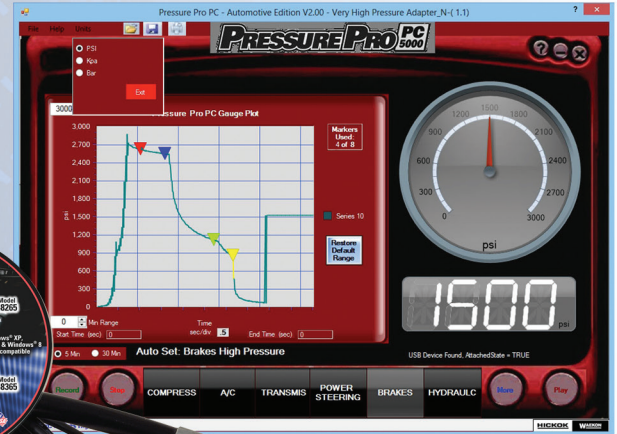 Pressure Pro PC - Automotive Edition V2.00 - Very High Pressure Adapter_N-( 1.1)
? ×
File Help Units
PRESSURE PRO PC 5000
PSI
Kpa
Bar
Exit
3000
Pressure Pro PC Gauge Plot
Markers
Used:
4 of 8
3,000
2,700
2,400
2,100
1,800
1,500
1,200
900
600
300
0
psi
Series 10
Restore
Default
Range
0 Min Range
Time
sec/div .5
Start Time (sec) 0
End Time (sec) 0
5 Min 30 Min
Auto Set: Brakes High Pressure
0 300 600 900 1200 1500 1800 2100 2400 2700 3000
psi
1500 psi
USB Device Found, AttachedState = TRUE
Record Stop COMPRESS A/C TRANSMIS POWER STEERING BRAKES HYDRAULC More Play
HICKOK WAEKON
Model
8265
XP,
& Windows® 8
compatible
Model
8365